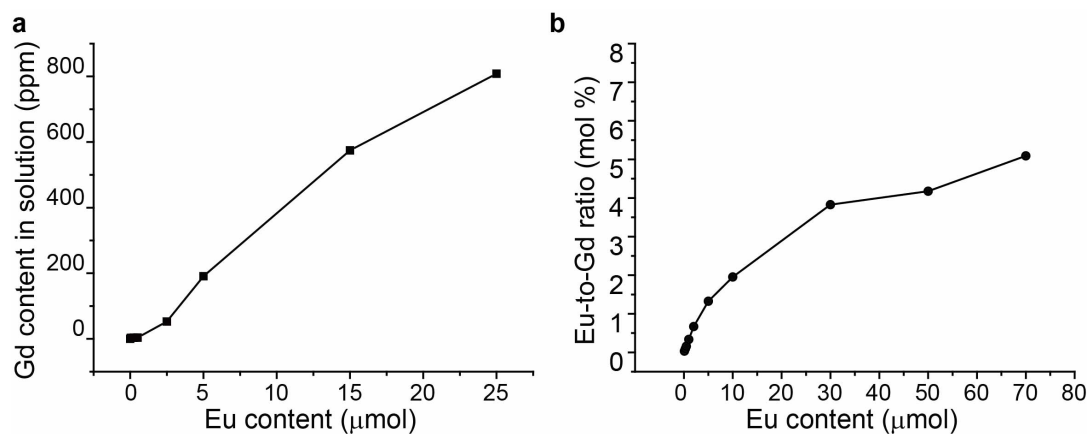 a
Gd content in solution (ppm)
800
600
400
200
0
0 5 10 15 20 25
Eu content (μmol)
b
Eu-to-Gd ratio (mol %)
8
7
6
5
4
3
2
1
0
0 10 20 30 40 50 60 70 80
Eu content (μmol)